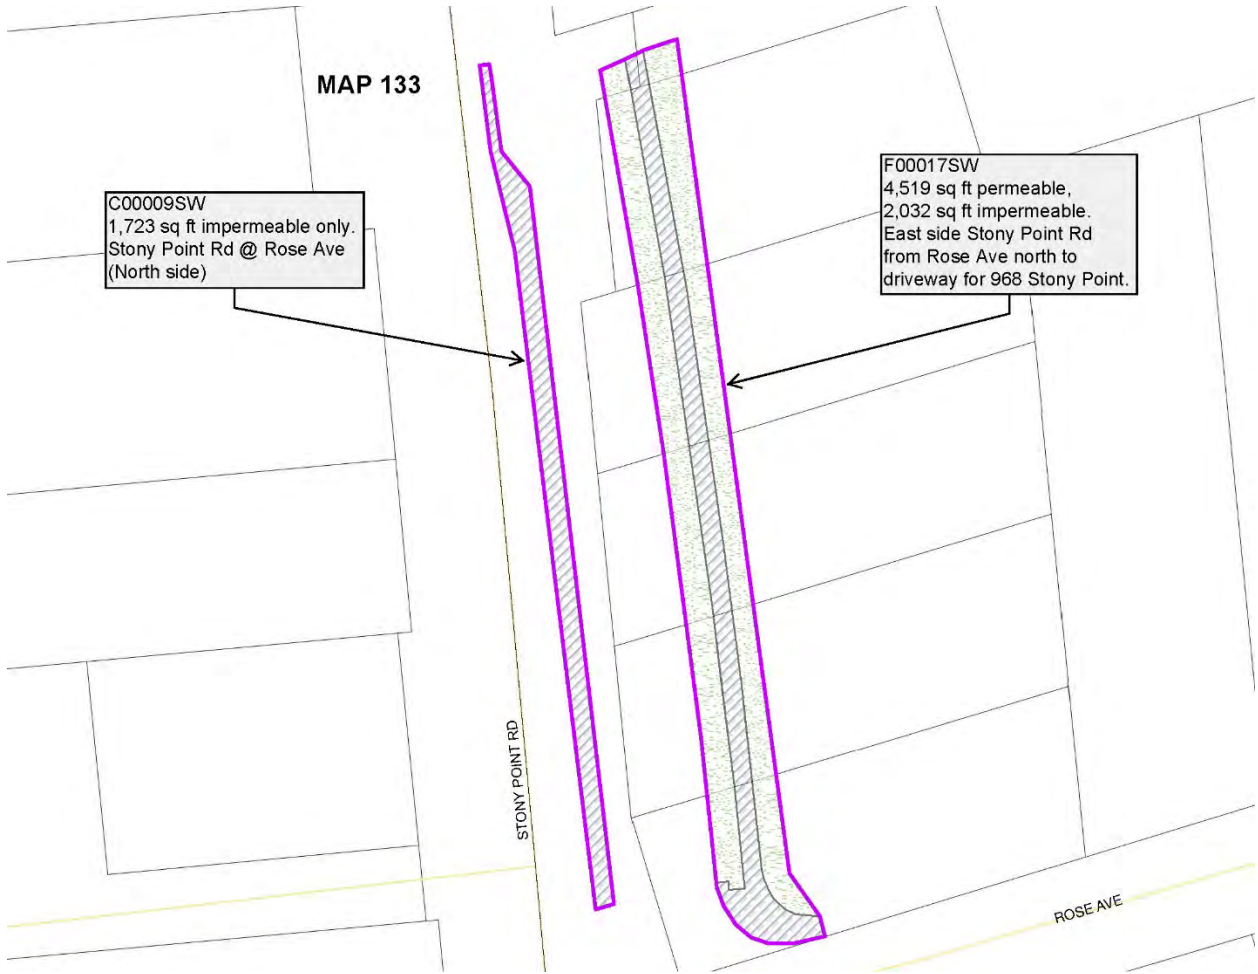 MAP 133
C00009SW
1,723 sq ft impermeable only.
Stony Point Rd @ Rose Ave
(North side)
F00017SW
4,519 sq ft permeable,
2,032 sq ft impermeable.
East side Stony Point Rd
from Rose Ave north to
driveway for 968 Stony Point.
STONY POINT RD
ROSE AVE